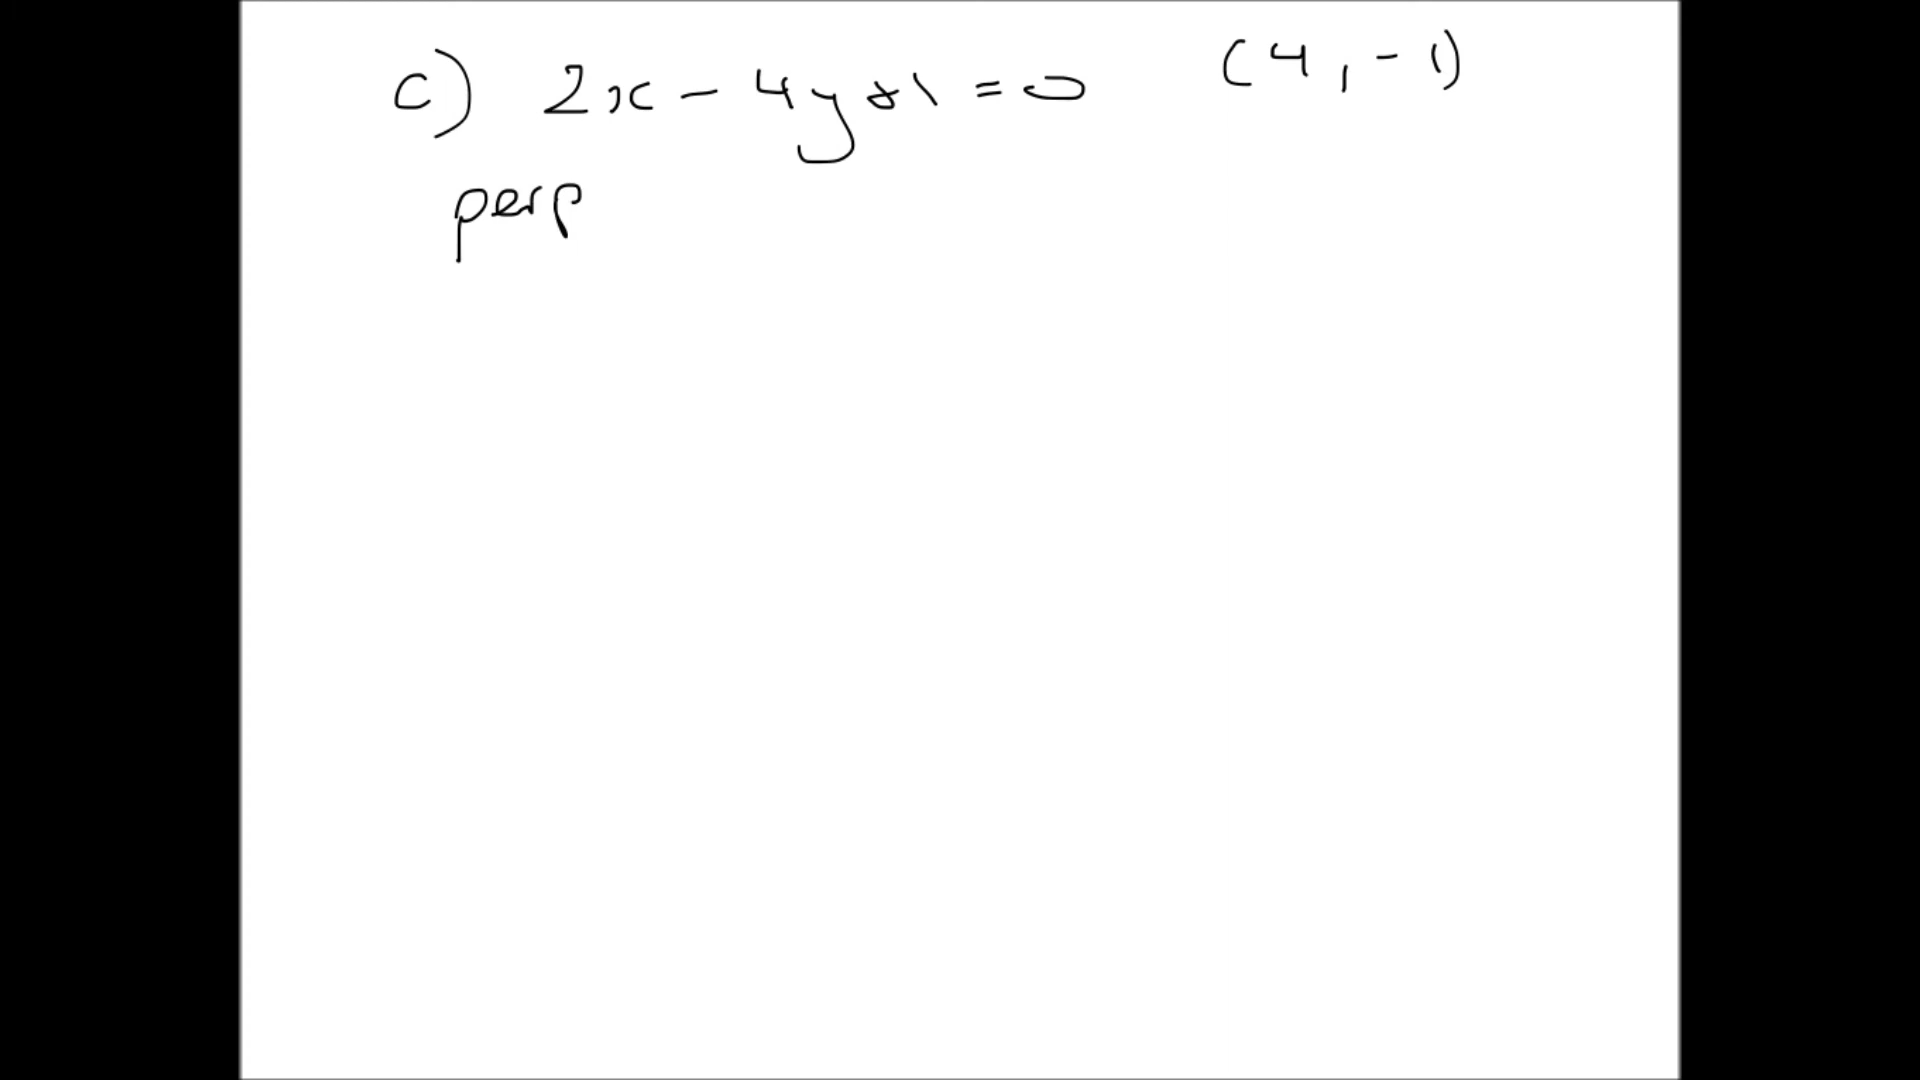 c) 2x - 4y + 1 = 0 (4, -1)
perp